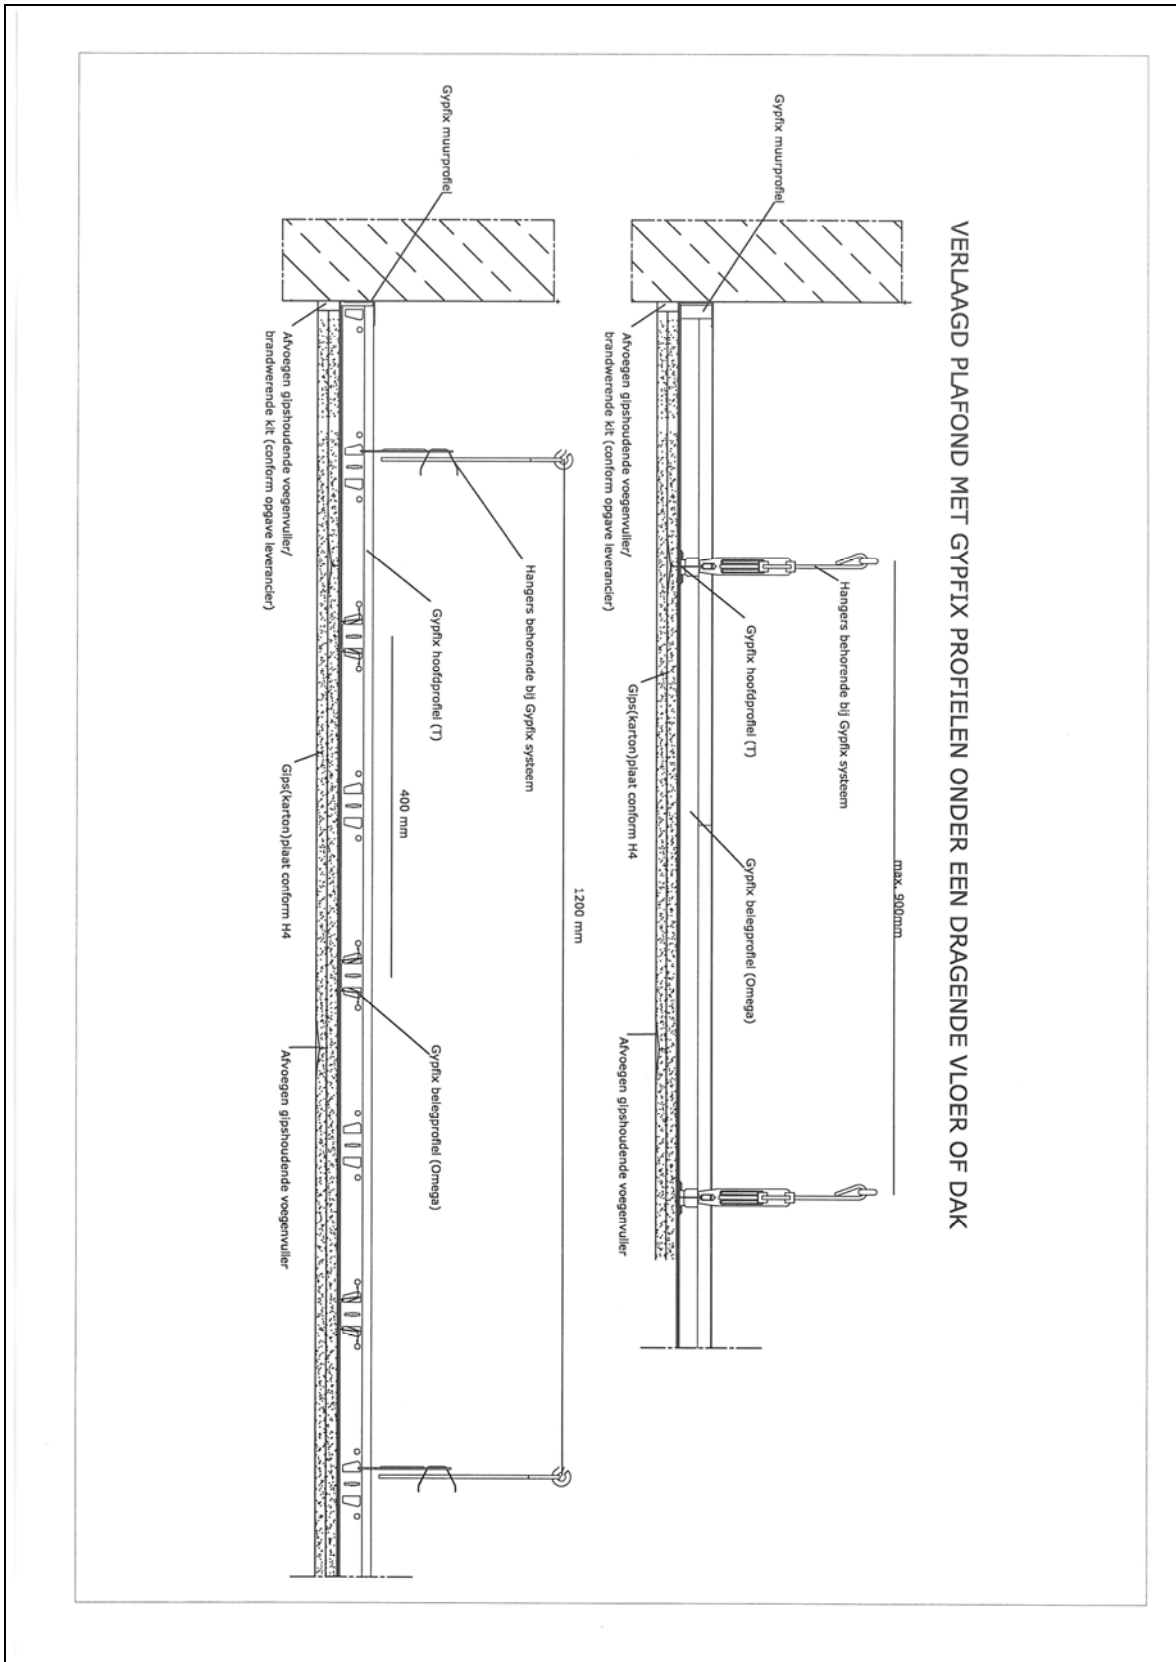 VERLAAGD PLAFOND MET GYPFIX PROFIELEN ONDER EEN DRAGENDE VLOER OF DAK
max. 900mm
Gypfix muurprofiel
Hangers behorende bij Gypfix systeem
Gypfix hoofdprofiel (T)
Gypfix belegprofiel (Omega)
Afvoegen gipshoudende voegenvuller/
brandwerende kit (conform opgave leverancier)
Gips(karton)plaat conform H4
Afvoegen gipshoudende voegenvuller
1200 mm
Gypfix muurprofiel
Hangers behorende bij Gypfix systeem
Gypfix hoofdprofiel (T)
400 mm
Gypfix belegprofiel (Omega)
Afvoegen gipshoudende voegenvuller/
brandwerende kit (conform opgave leverancier)
Gips(karton)plaat conform H4
Afvoegen gipshoudende voegenvuller